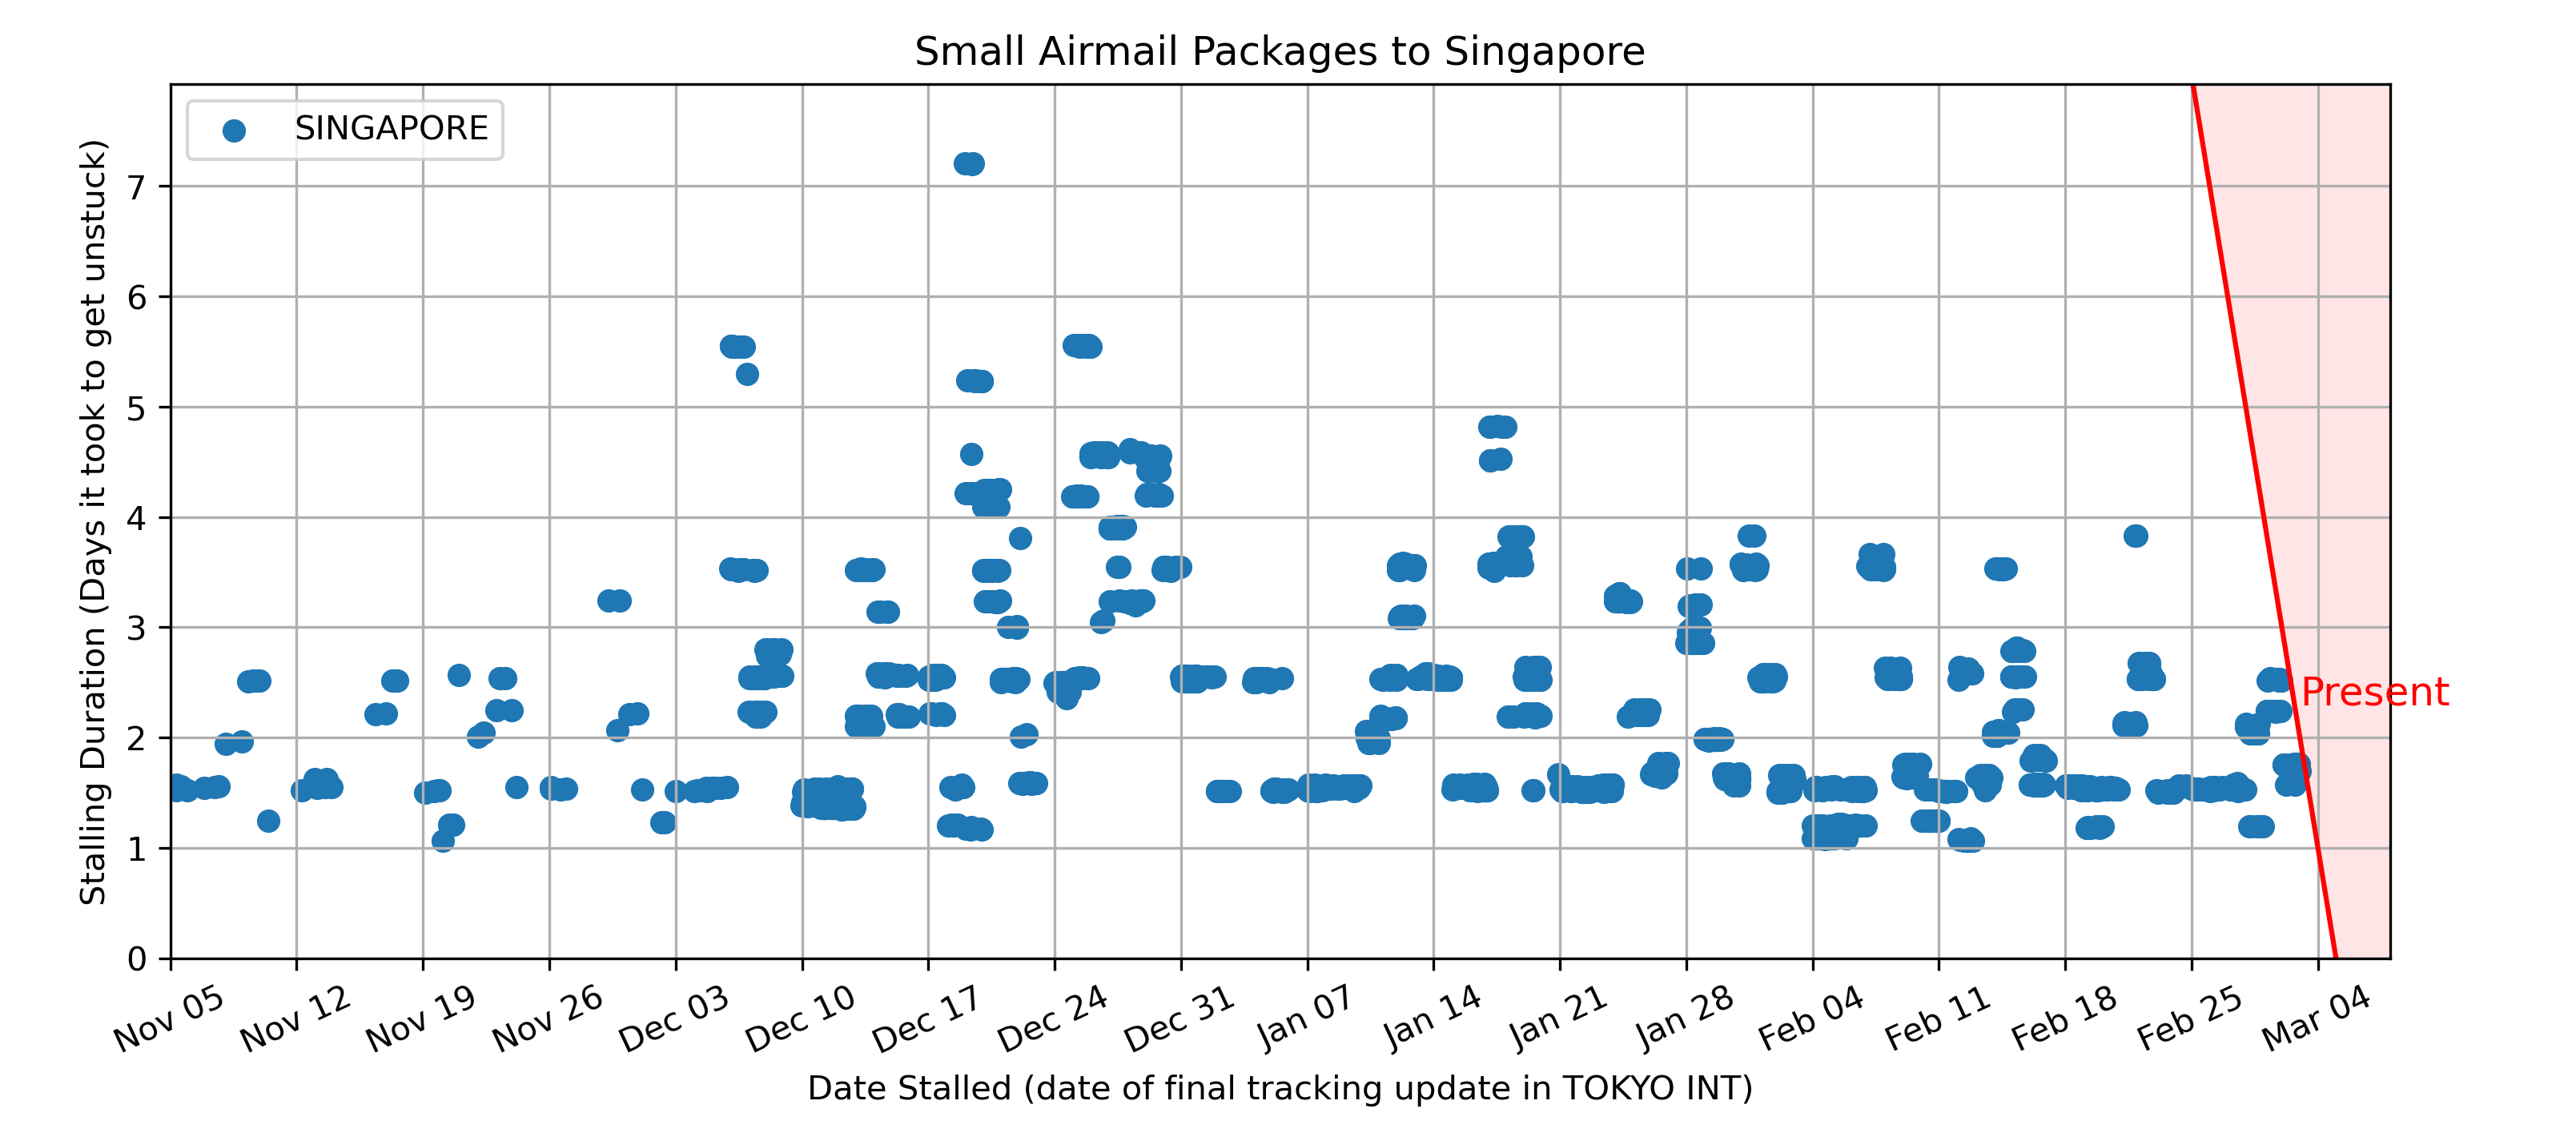 Small Airmail Packages to Singapore
SINGAPORE
Stalling Duration (Days it took to get unstuck)
7
6
5
4
3
2
1
0
Present
Nov 05
Nov 12
Nov 19
Nov 26
Dec 03
Dec 10
Dec 17
Dec 24
Dec 31
Jan 07
Jan 14
Jan 21
Jan 28
Feb 04
Feb 11
Feb 18
Feb 25
Mar 04
Date Stalled (date of final tracking update in TOKYO INT)